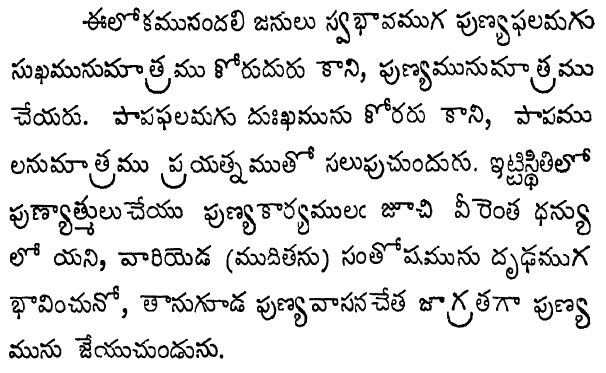 ఈలోకమునందలి జనులు స్వభావముగ పుణ్యఫలమగు
సుఖమునుమాత్రము కోరుదురు కాని, పుణ్యమునుమాత్రము
చేయరు. పాపఫలమగు దుఃఖమును కోరరు కాని, పాపము
లనుమాత్రము ప్రయత్నముతో సలుపుచుందురు. ఇట్టిస్థితిలో
పుణ్యాత్ములుచేయు పుణ్యకార్యములఁ జూచి వీరెంత ధన్యు
లో యని, వారియెడ (ముదితను) సంతోషమును దృఢముగ
భావించునో, తానుగూడ పుణ్యవాసనచేత జాగ్రతగా పుణ్య
మును జేయుచుండును.